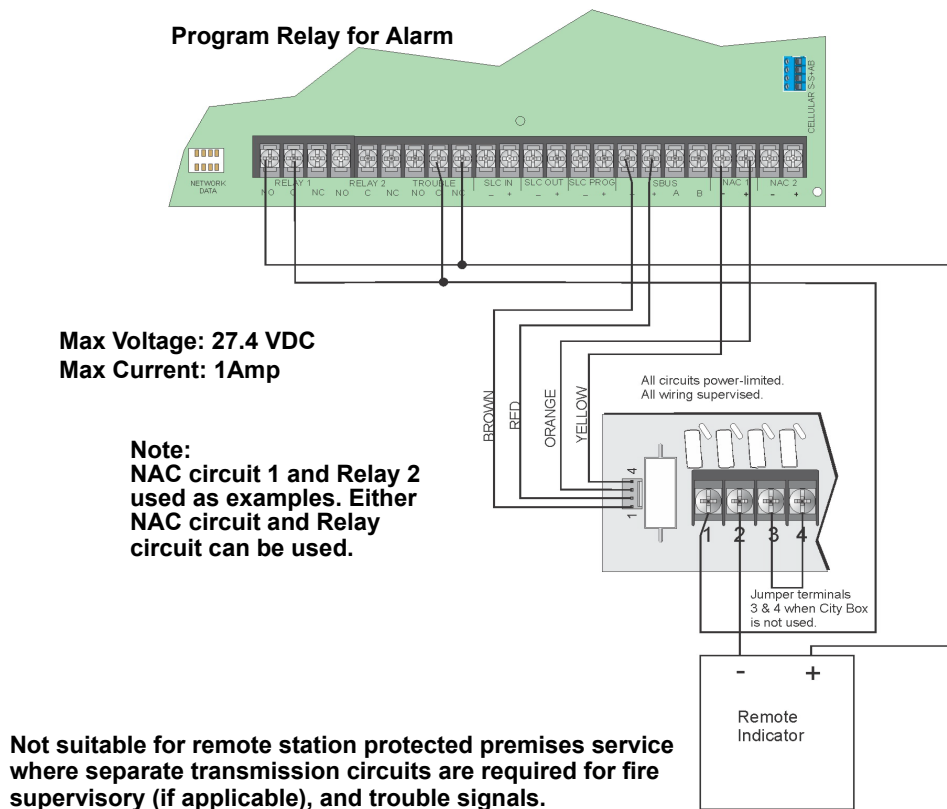 Program Relay for Alarm
CELLULAR S-S+AB
NETWORK
DATA
RELAY 1 RELAY 2 TROUBLE SLC IN SLC OUT SLC PROG SBUS NAC 1 NAC 2
NO C NC NO C NC NO C NC – + – + – + – + A B - + - +
Max Voltage: 27.4 VDC
Max Current: 1Amp
BROWN
RED
ORANGE
YELLOW
All circuits power-limited.
All wiring supervised.
Note:
NAC circuit 1 and Relay 2
used as examples. Either
NAC circuit and Relay
circuit can be used.
4
1
1 2 3 4
Jumper terminals
3 & 4 when City Box
is not used.
- +
Remote
Indicator
Not suitable for remote station protected premises service
where separate transmission circuits are required for fire
supervisory (if applicable), and trouble signals.